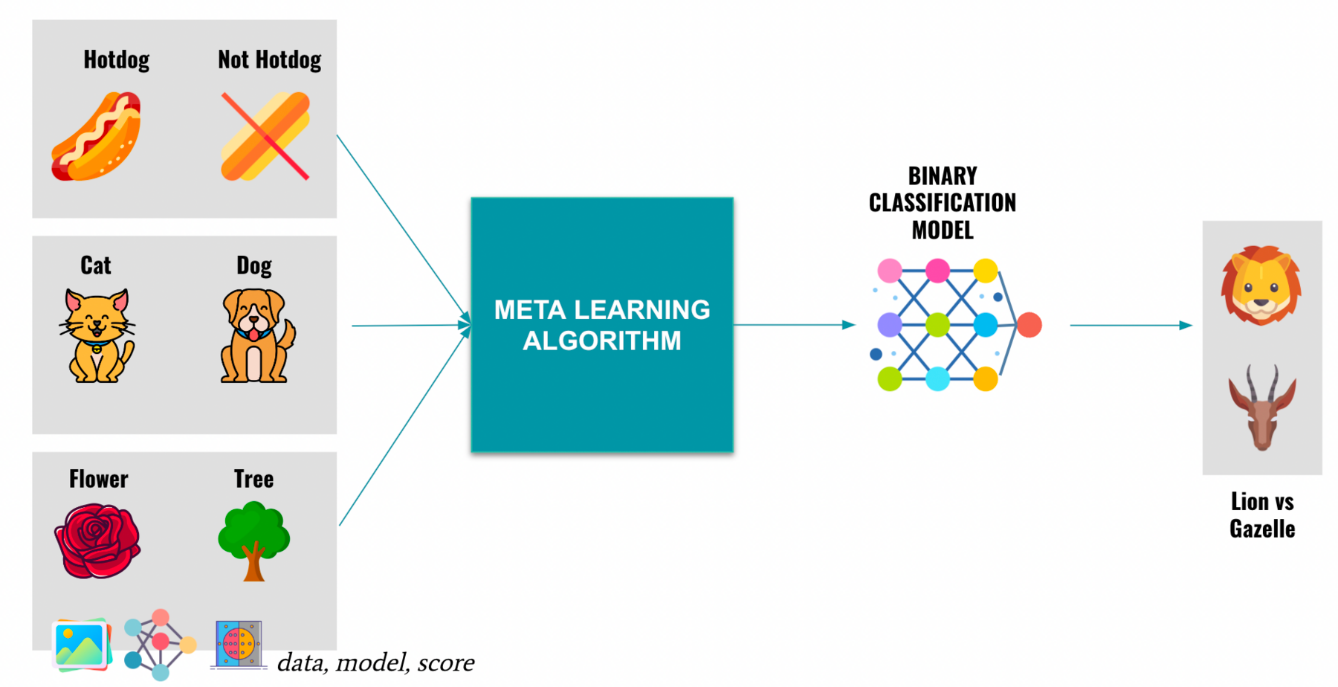 Hotdog
Not Hotdog
Cat
Dog
Flower
Tree
data, model, score
META LEARNING
ALGORITHM
BINARY
CLASSIFICATION
MODEL
Lion vs
Gazelle